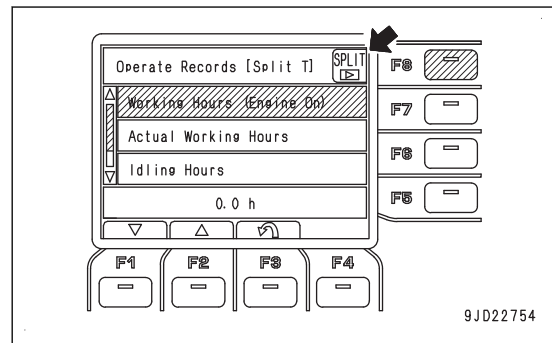 Operate Records [Split T]
SPLIT
Working Hours (Engine On)
Actual Working Hours
Idling Hours
0.0 h
F8
F7
F6
F5
F1 F2 F3 F4
9JD22754